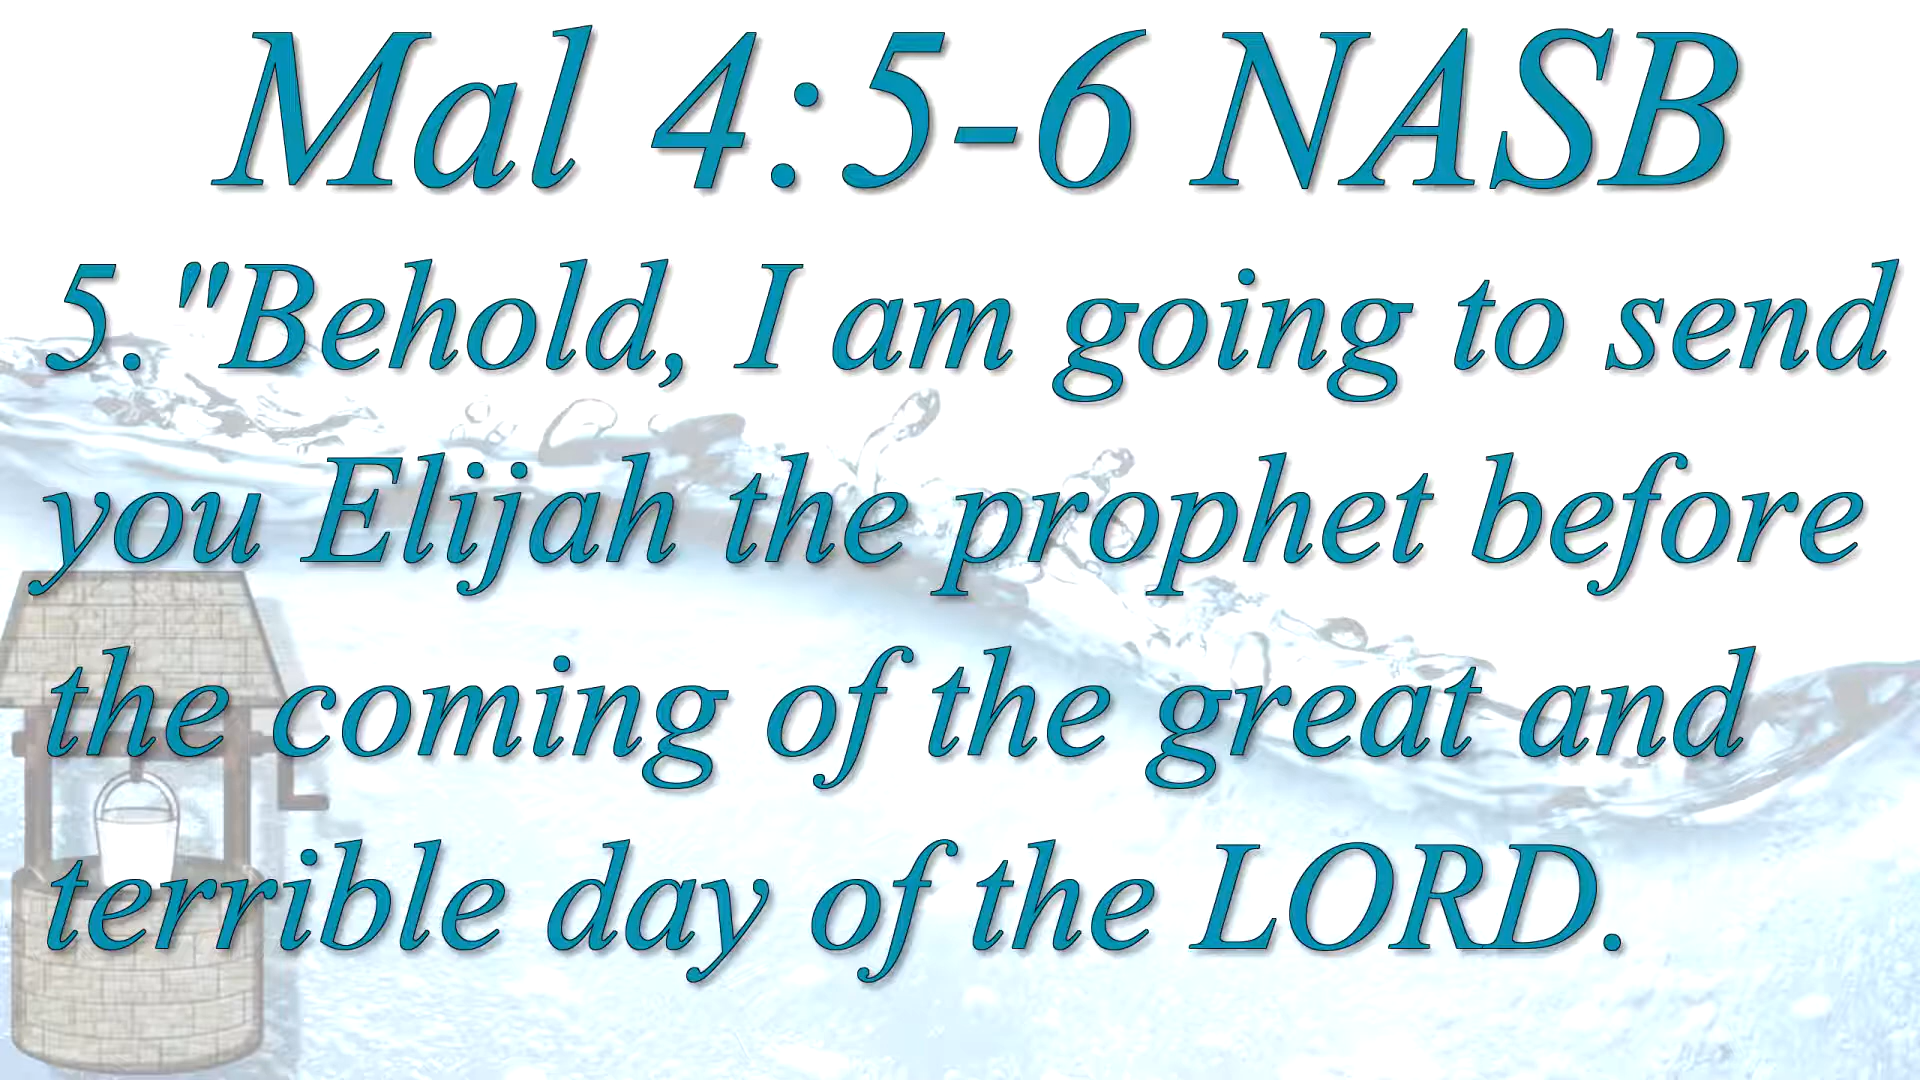 Mal 4:5-6 NASB
5. "Behold, I am going to send
you Elijah the prophet before
the coming of the great and
terrible day of the LORD.